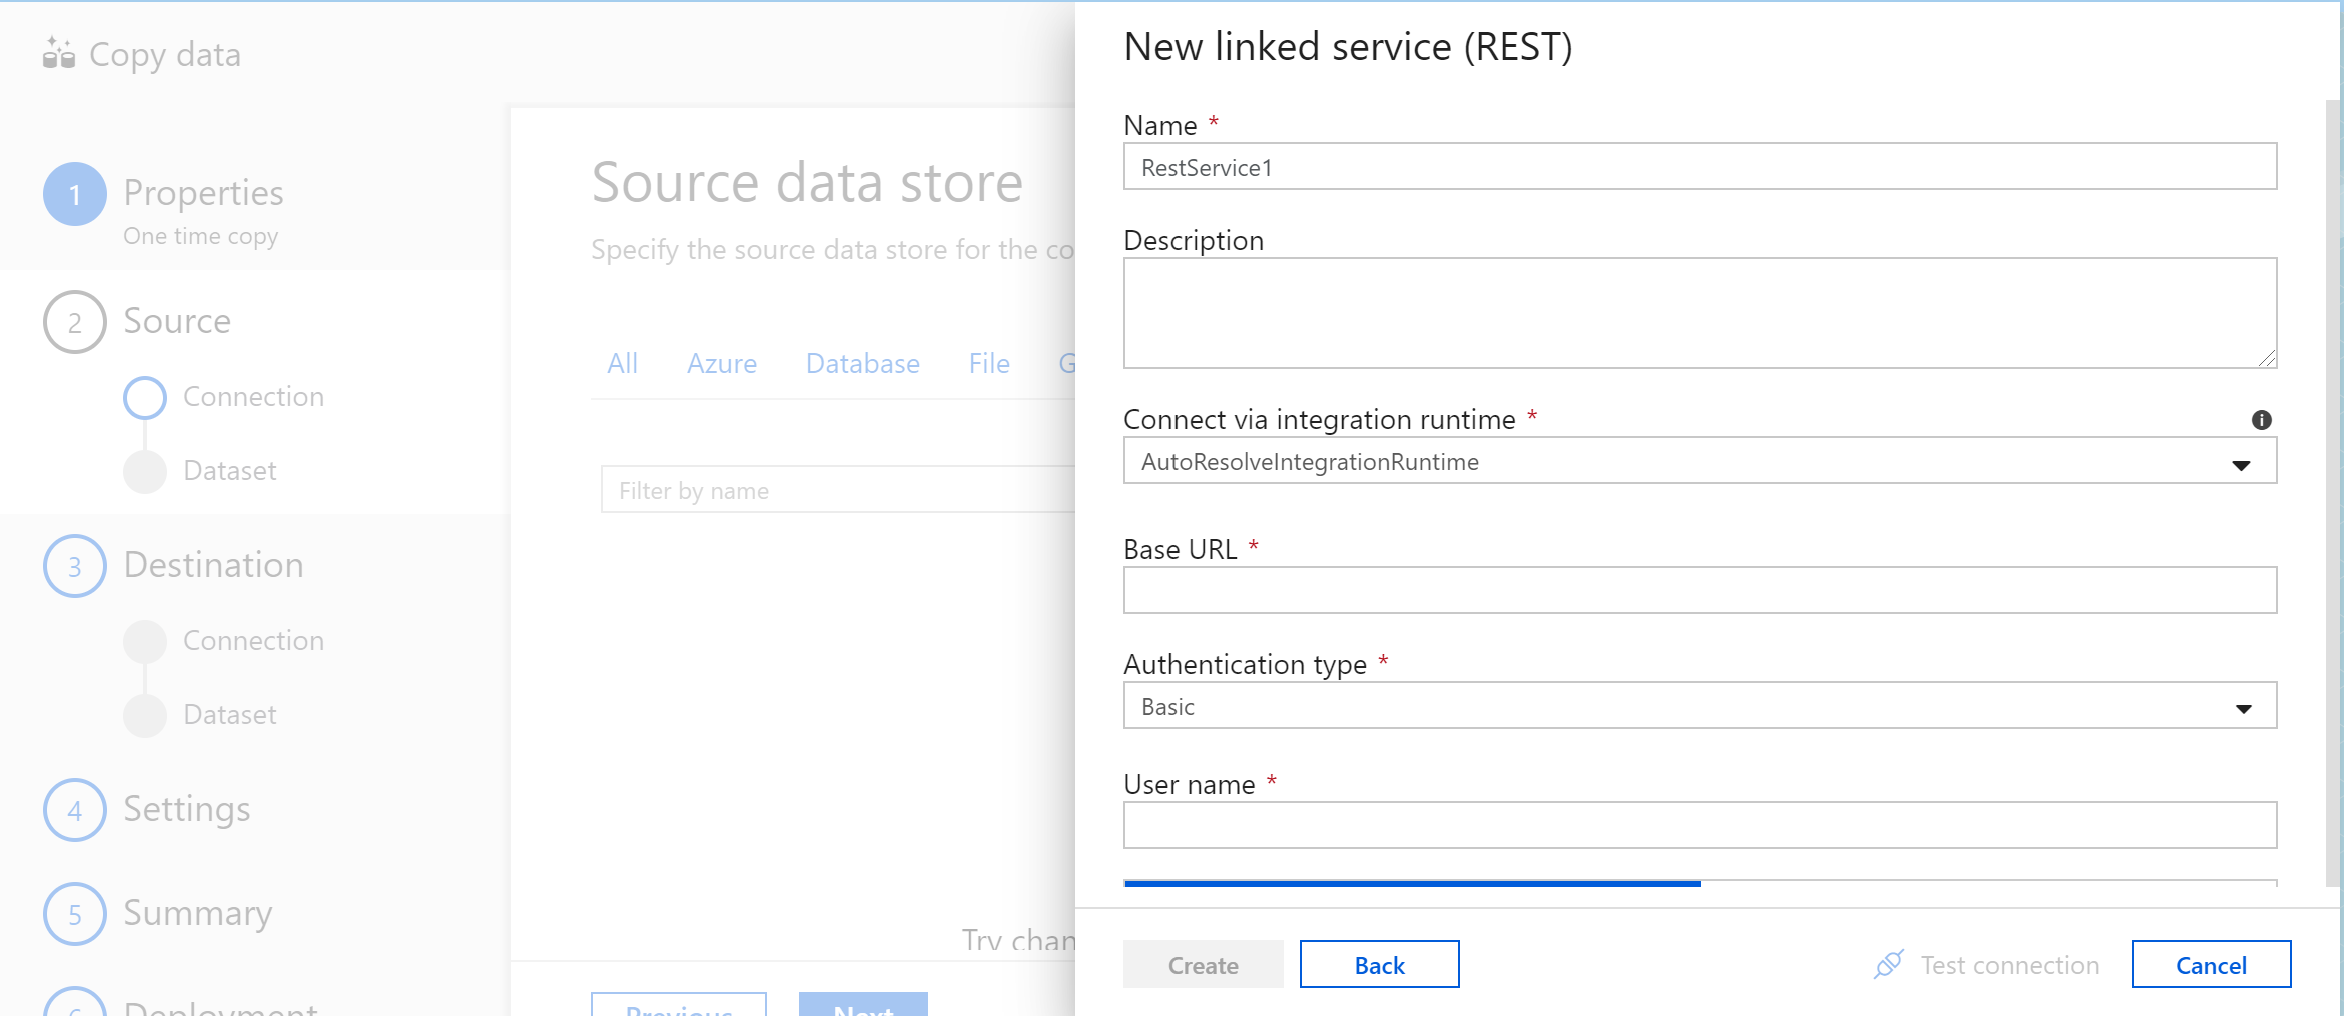 Copy data
1 Properties
One time copy
2 Source
Connection
Dataset
3 Destination
Connection
Dataset
4 Settings
5 Summary
6 Deployment
Source data store
Specify the source data store for the co
All Azure Database File G
Filter by name
Try chan
Previous Next
New linked service (REST)
Name *
RestService1
Description
Connect via integration runtime *
AutoResolveIntegrationRuntime
Base URL *
Authentication type *
Basic
User name *
Create Back Test connection Cancel